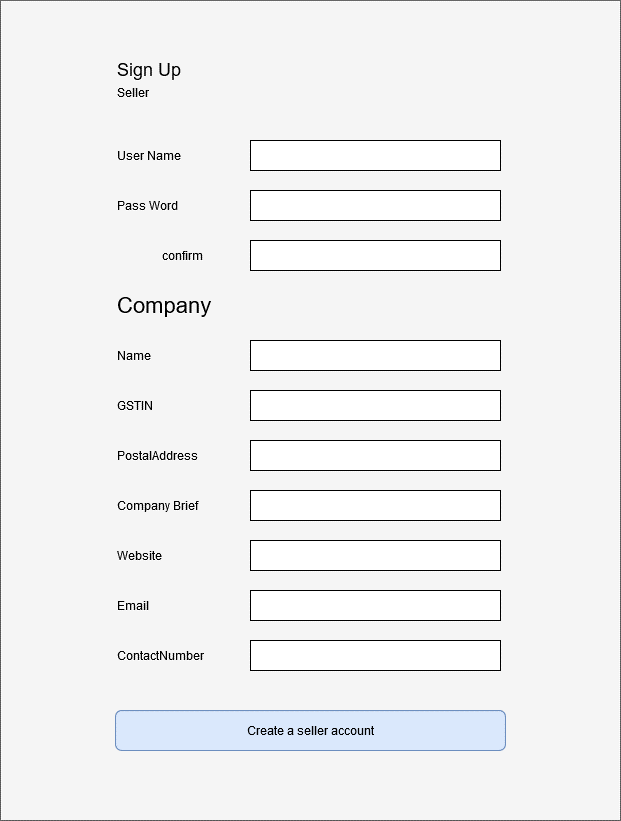 Sign Up
Seller
User Name
Pass Word
confirm
Company
Name
GSTIN
PostalAddress
Company Brief
Website
Email
ContactNumber
Create a seller account